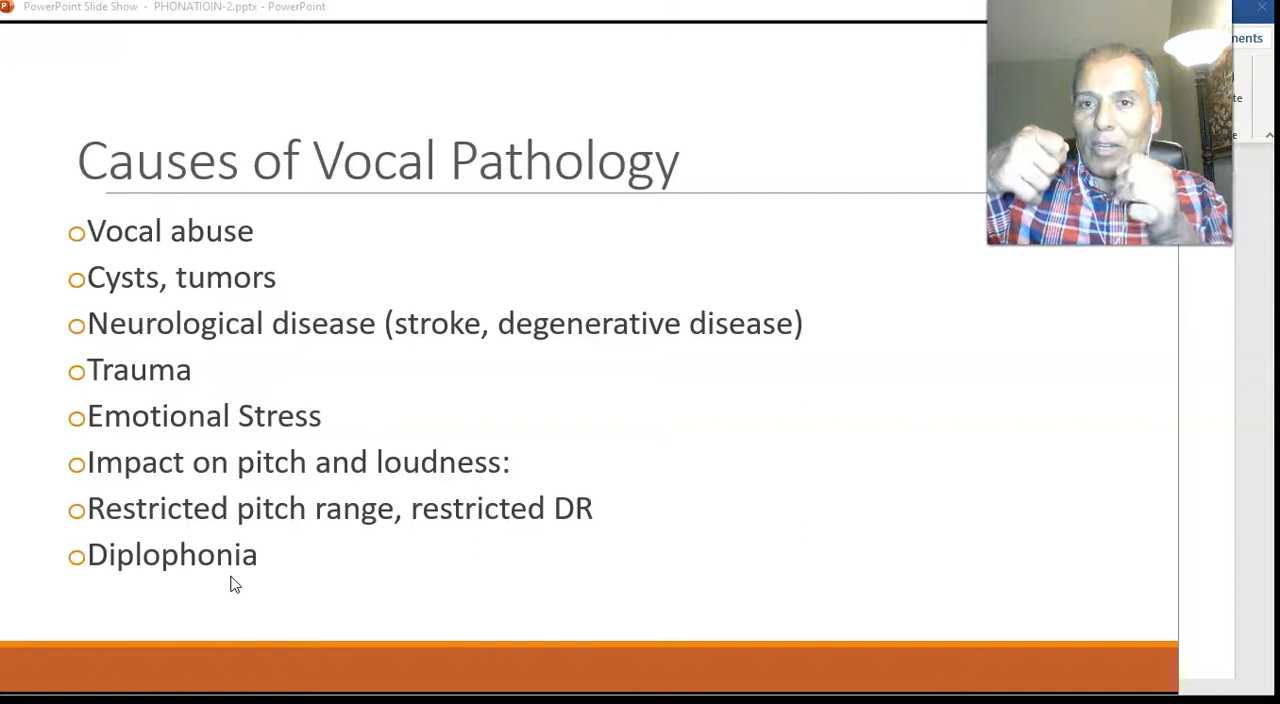 PowerPoint Slide Show - PHONATIOIN-2.pptx - PowerPoint
Causes of Vocal Pathology
Vocal abuse
Cysts, tumors
Neurological disease (stroke, degenerative disease)
Trauma
Emotional Stress
Impact on pitch and loudness:
Restricted pitch range, restricted DR
Diplophonia